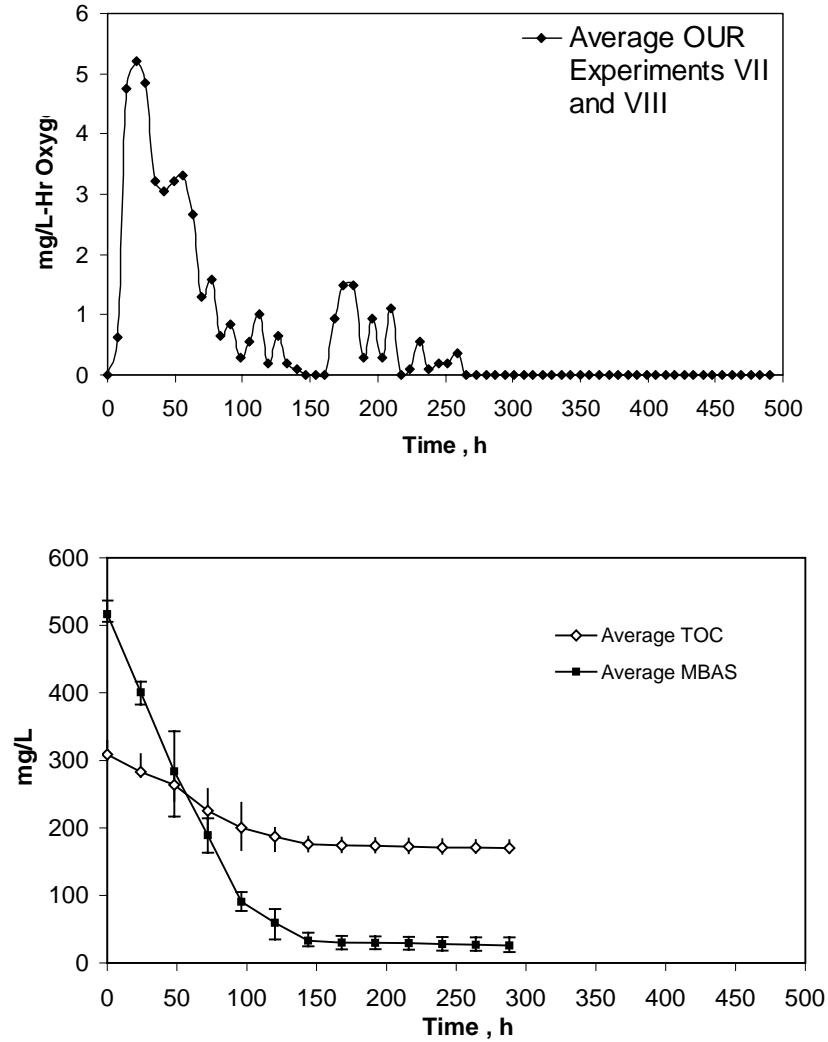 6
Average OUR
Experiments VII
and VIII
5
4
3
2
1
0
mg/L-Hr Oxyg
0 50 100 150 200 250 300 350 400 450 500
Time , h
600
500
400
300
200
100
0
mg/L
Average TOC
Average MBAS
0 50 100 150 200 250 300 350 400 450 500
Time , h